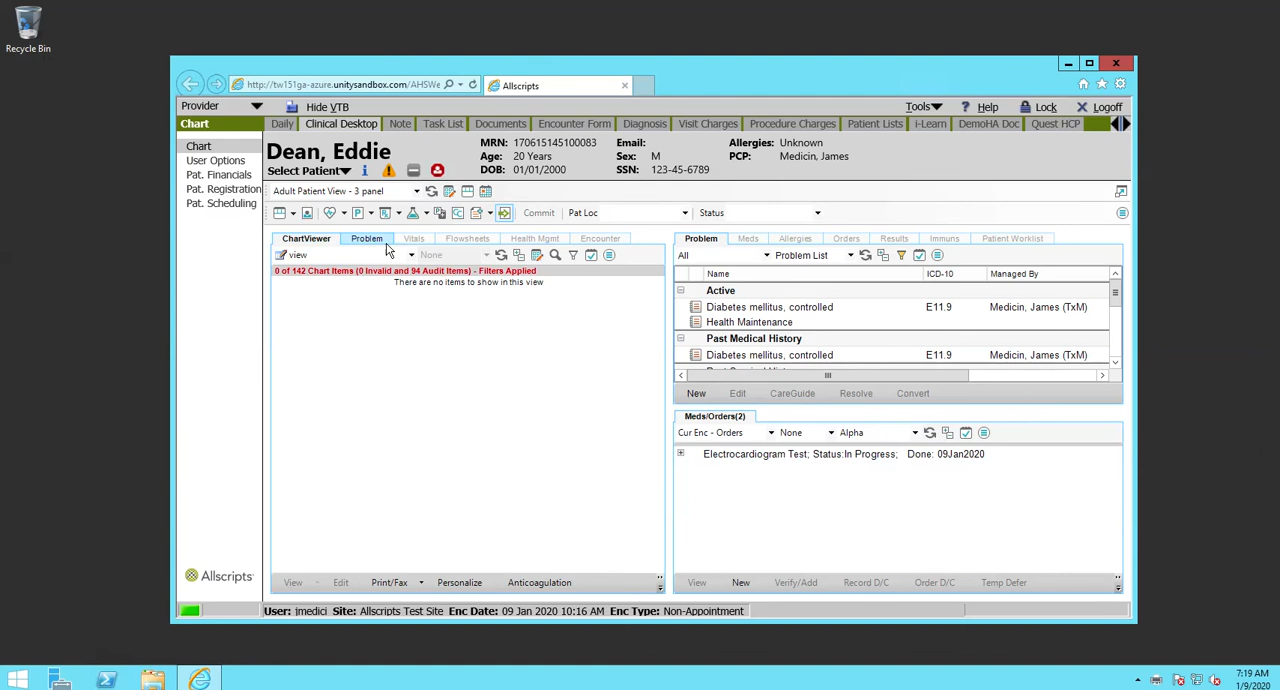 Recycle Bin
http://tw151ga-azure.unitysandbox.com/AHSWe
Allscripts
Provider
Hide VTB
Tools
? Help
Lock
Logoff
Chart
Daily
Clinical Desktop
Note
Task List
Documents
Encounter Form
Diagnosis
Visit Charges
Procedure Charges
Patient Lists
i-Learn
DemoHA Doc
Quest HCP
Chart
User Options
Pat. Financials
Pat. Registration
Pat. Scheduling
Dean, Eddie
Select Patient
MRN: 170615145100083
Age: 20 Years
DOB: 01/01/2000
Email:
Sex: M
SSN: 123-45-6789
Allergies: Unknown
PCP: Medicin, James
Adult Patient View - 3 panel
Commit
Pat Loc
Status
ChartViewer
Problem
Vitals
Flowsheets
Health Mgmt
Encounter
view
None
0 of 142 Chart Items (0 Invalid and 94 Audit Items) - Filters Applied
There are no items to show in this view
View
Edit
Print/Fax
Personalize
Anticoagulation
Problem
Meds
Allergies
Orders
Results
Immuns
Patient Worklist
All
Problem List
Name
ICD-10
Managed By
Active
Diabetes mellitus, controlled E11.9 Medicin, James (TxM)
Health Maintenance
Past Medical History
Diabetes mellitus, controlled E11.9 Medicin, James (TxM)
New
Edit
CareGuide
Resolve
Convert
Meds/Orders(2)
Cur Enc - Orders
None
Alpha
Electrocardiogram Test; Status:In Progress; Done: 09Jan2020
View
New
Verify/Add
Record D/C
Order D/C
Temp Defer
Allscripts
User: jmedici Site: Allscripts Test Site Enc Date: 09 Jan 2020 10:16 AM Enc Type: Non-Appointment
7:19 AM
1/9/2020